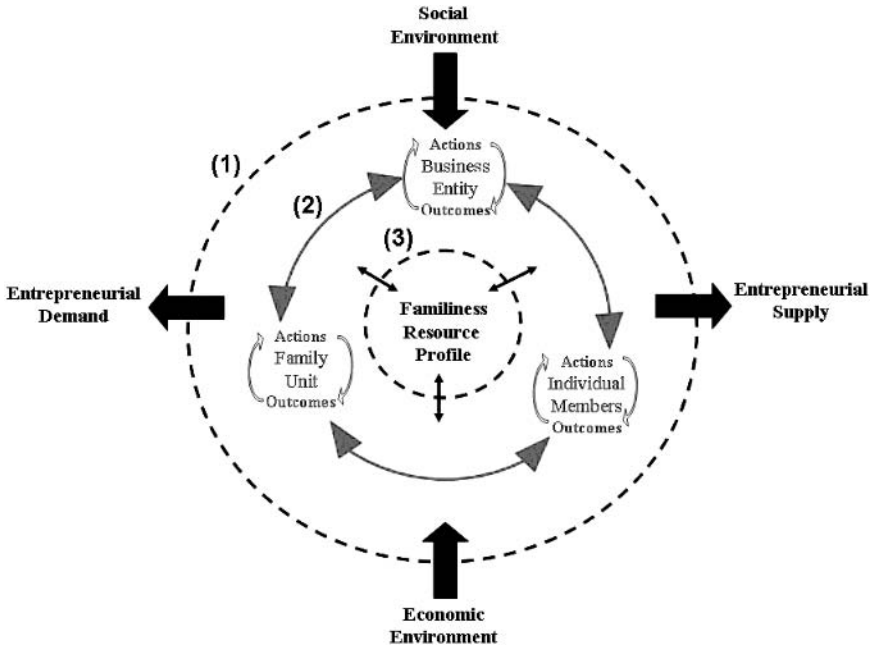 Social
Environment
(1)
Actions
Business
Entity
Outcomes
(2)
(3)
Entrepreneurial
Demand
Familiness
Resource
Profile
Entrepreneurial
Supply
Actions
Family
Unit
Outcomes
Actions
Individual
Members
Outcomes
Economic
Environment